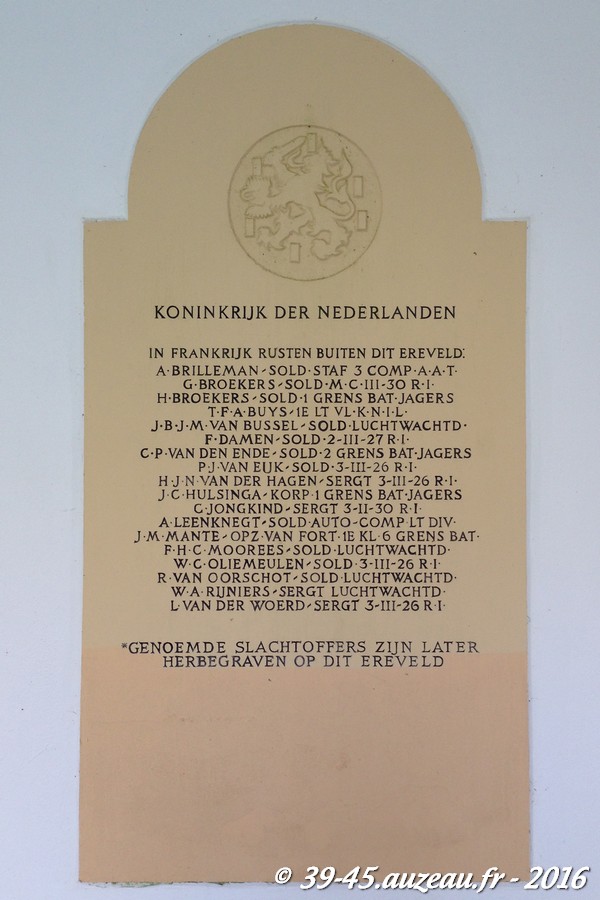 KONINKRIJK DER NEDERLANDEN
IN FRANKRIJK RUSTEN BUITEN DIT EREVELD:
A·BRILLEMAN-SOLD·STAF 3 COMP·A·A·T·
G·BROEKERS-SOLD·M·C·III-30 R·I·
H·BROEKERS-SOLD·1 GRENS BAT·JAGERS
T·F·A·BUYS-1E LT VL·K·N·I·L·
J·B·J·M·VAN BUSSEL-SOLD·LUCHTWACHTD·
F·DAMEN-SOLD·2-III-27 R·I·
C·P·VAN DEN ENDE-SOLD·2 GRENS BAT·JAGERS
P·J·VAN EIJK-SOLD·3-III-26 R·I·
H·J·N·VAN DER HAGEN-SERGT 3-III-26 R·I·
J·C·HULSINGA-KORP·1 GRENS BAT·JAGERS
C·JONGKIND-SERGT 3-II-30 R·I·
A·LEENKNEGT-SOLD·AUTO-COMP·LT DIV·
J·M·MANTE-OPZ·VAN FORT·1E KL·6 GRENS BAT·
F·H·C·MOOREES-SOLD·LUCHTWACHTD·
W·C·OLIEMEULEN-SOLD·3-III-26 R·I·
R·VAN OORSCHOT-SOLD·LUCHTWACHTD·
W·A·RIJNIERS-SERGT LUCHTWACHTD·
L·VAN DER WOERD-SERGT 3-III-26 R·I·
*GENOEMDE SLACHTOFFERS ZIJN LATER
HERBEGRAVEN OP DIT EREVELD
© 39-45.auzeau.fr - 2016